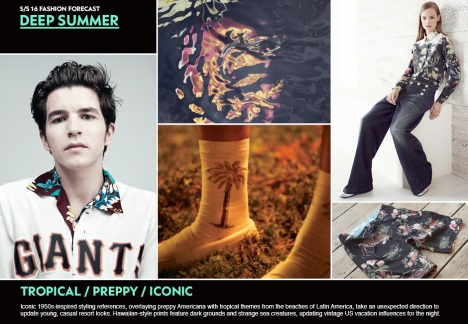 S/S 16 FASHION FORECAST
DEEP SUMMER
GIANT
TROPICAL / PREPPY / ICONIC
Iconic 1950s-inspired styling references, overlaying preppy Americana with tropical themes from the beaches of Latin America, take an unexpected direction to
update young, casual resort looks. Hawaiian-style prints feature dark grounds and strange sea creatures, updating vintage US vacation influences for the night.